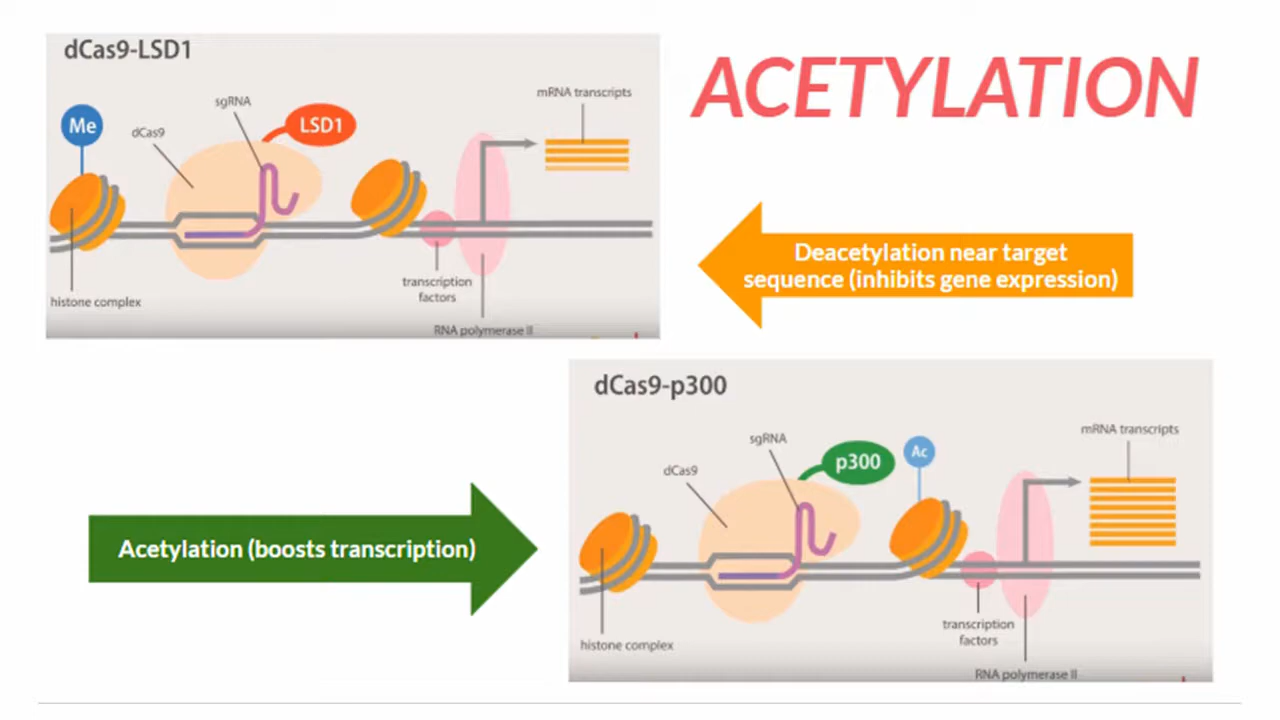 dCas9-LSD1
ACETYLATION
mRNA transcripts
sgRNA
Me
dCas9
LSD1
transcription
factors
histone complex
RNA polymerase II
Deacetylation near target
sequence (inhibits gene expression)
dCas9-p300
mRNA transcripts
sgRNA
Ac
dCas9
p300
transcription
factors
histone complex
RNA polymerase II
Acetylation (boosts transcription)